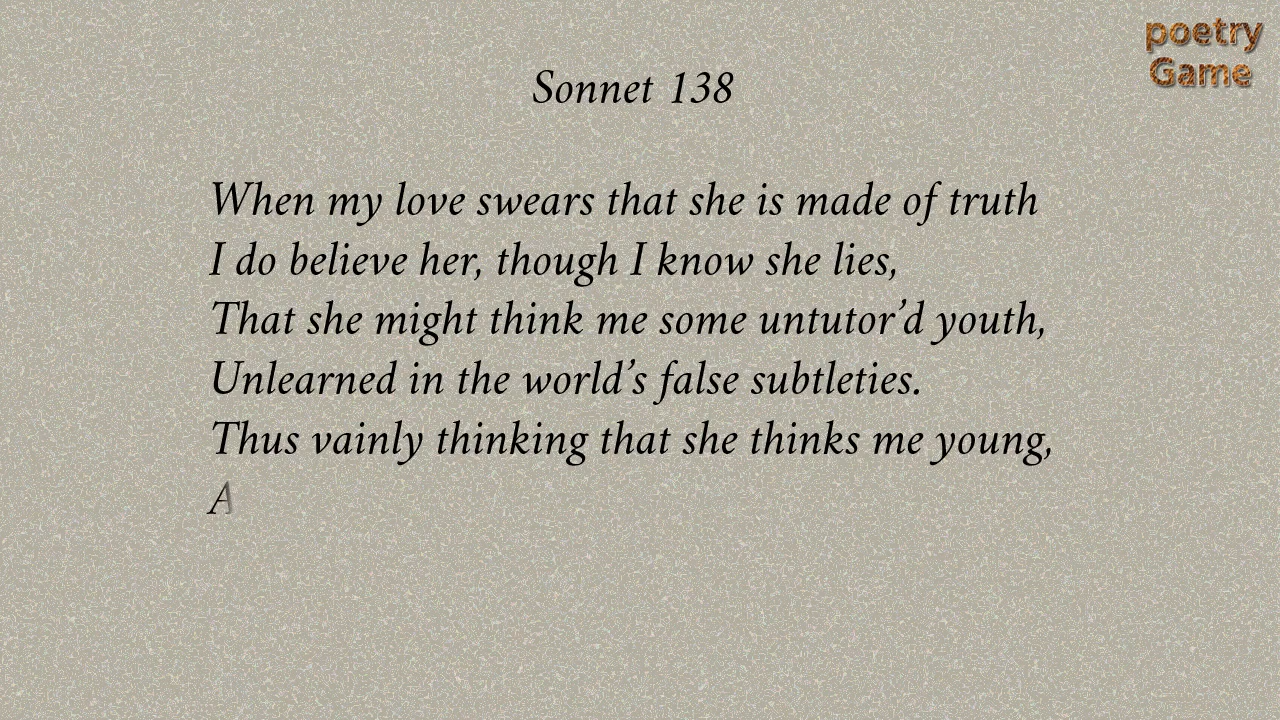 poetry
Game
Sonnet 138
When my love swears that she is made of truth
I do believe her, though I know she lies,
That she might think me some untutor’d youth,
Unlearned in the world’s false subtleties.
Thus vainly thinking that she thinks me young,
A